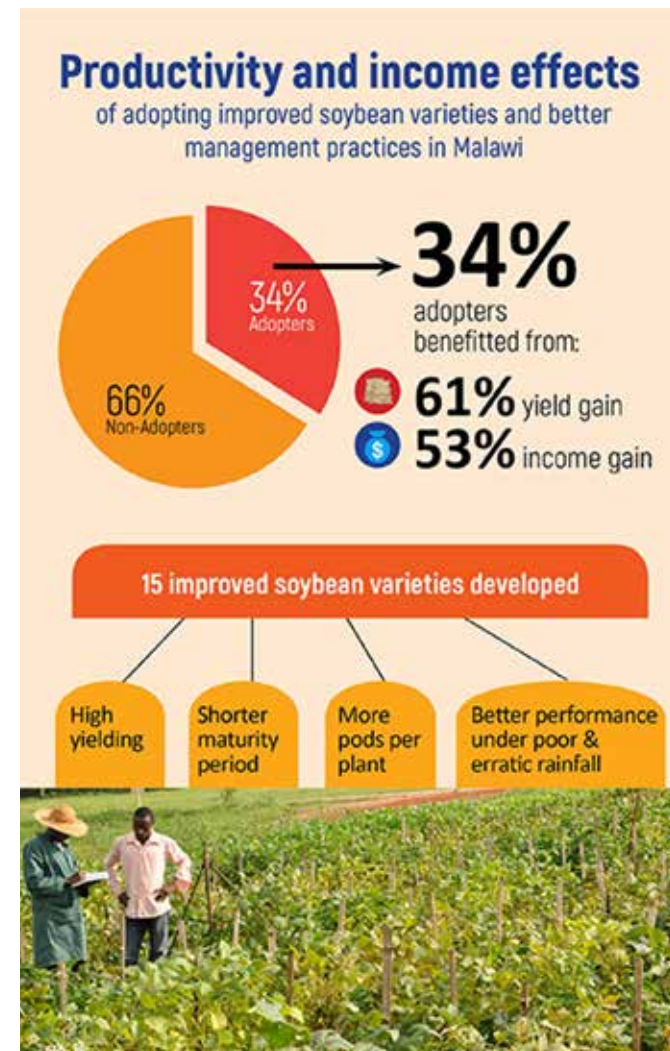 Productivity and income effects
of adopting improved soybean varieties and better
management practices in Malawi
34%
Adopters
66%
Non-Adopters
34%
adopters
benefitted from:
61% yield gain
$
53% income gain
15 improved soybean varieties developed
High
yielding
Shorter
maturity
period
More
pods per
plant
Better performance
under poor &
erratic rainfall